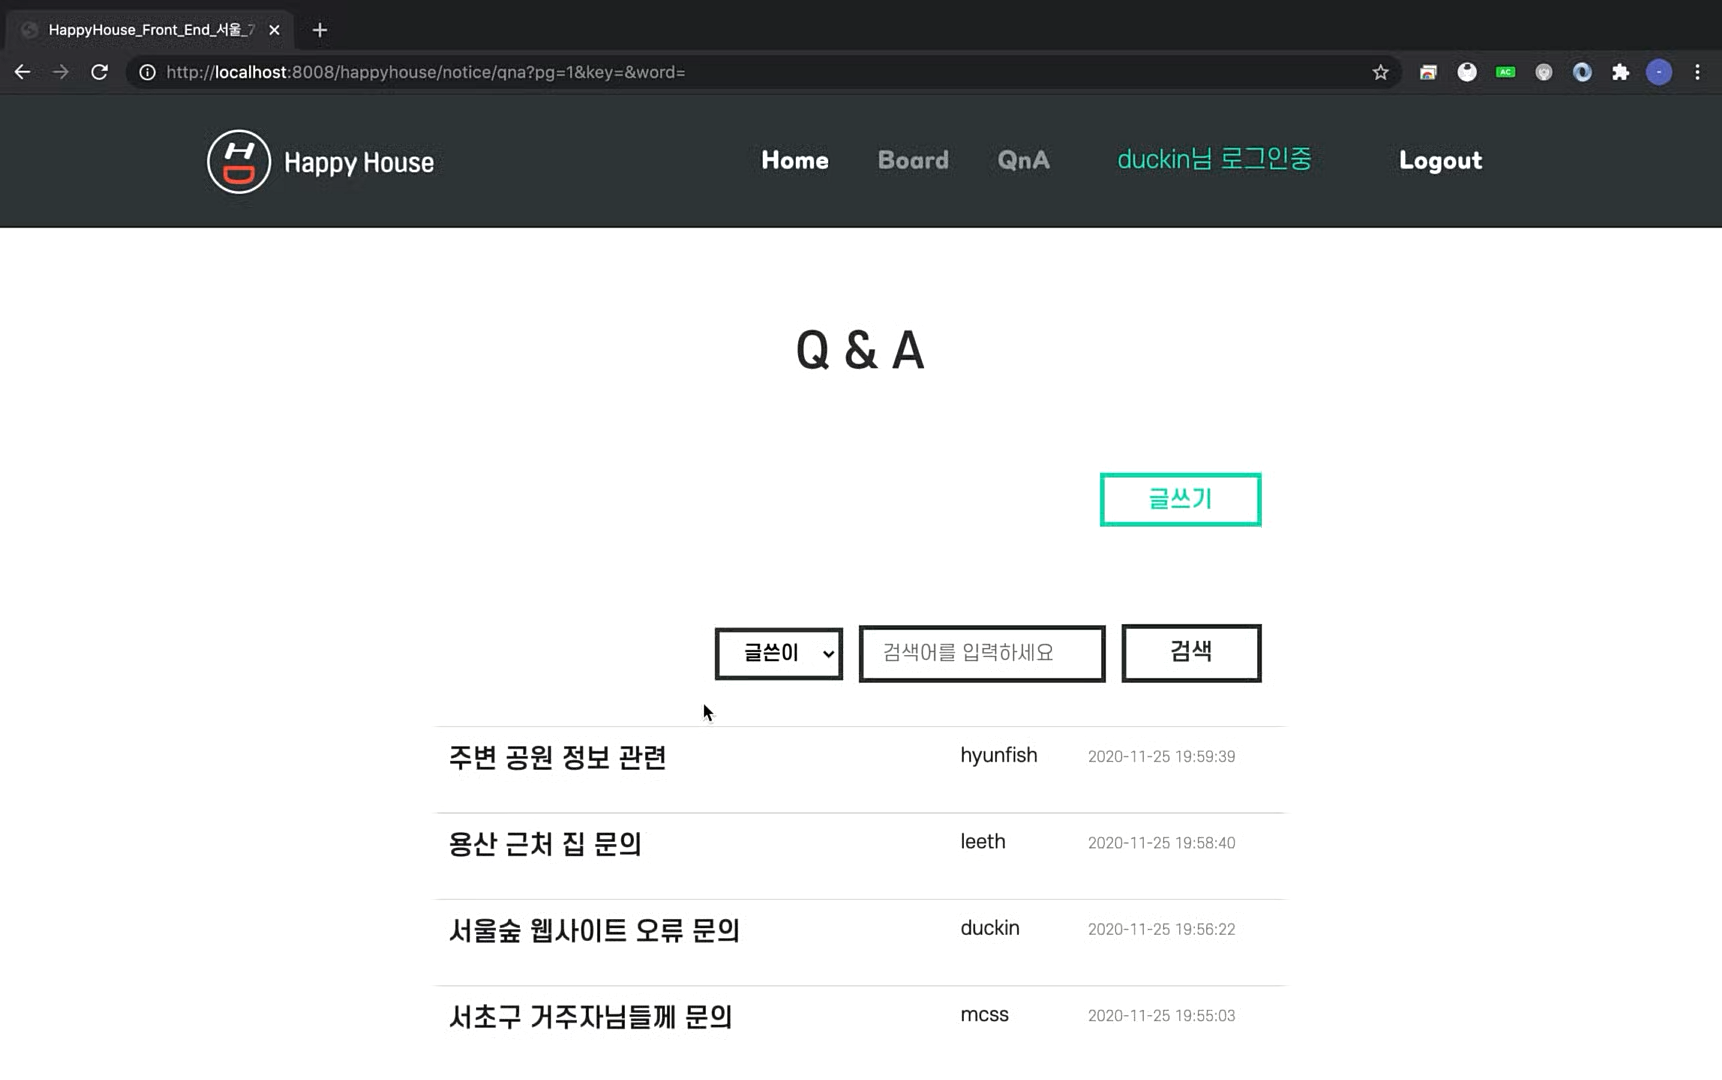 HappyHouse_Front_End_서울_7
http://localhost:8008/happyhouse/notice/qna?pg=1&key=&word=
AC
Happy House
Home
Board
QnA
duckin님 로그인중
Logout
Q & A
글쓰기
글쓴이
검색어를 입력하세요
검색
주변 공원 정보 관련 hyunfish 2020-11-25 19:59:39
용산 근처 집 문의 leeth 2020-11-25 19:58:40
서울숲 웹사이트 오류 문의 duckin 2020-11-25 19:56:22
서초구 거주자님들께 문의 mcss 2020-11-25 19:55:03